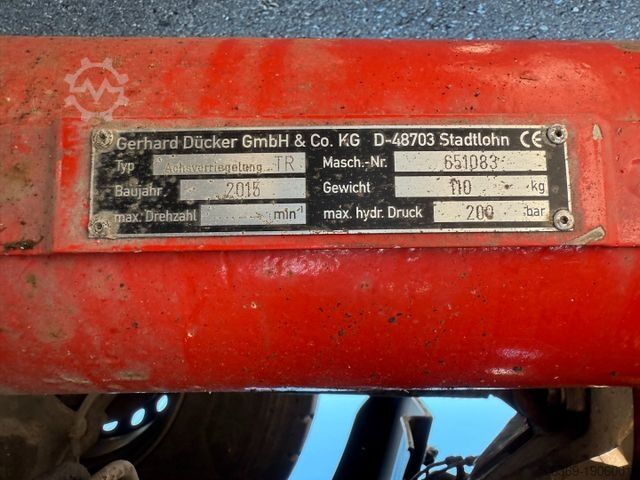 Gerhard Dücker GmbH & Co. KG D-48703 Stadtlohn CE
Typ Achsverriegelung TR Masch.-Nr. 651083
Baujahr 2015 Gewicht 110 kg
max. Drehzahl min-1 max. hydr. Druck 200 bar